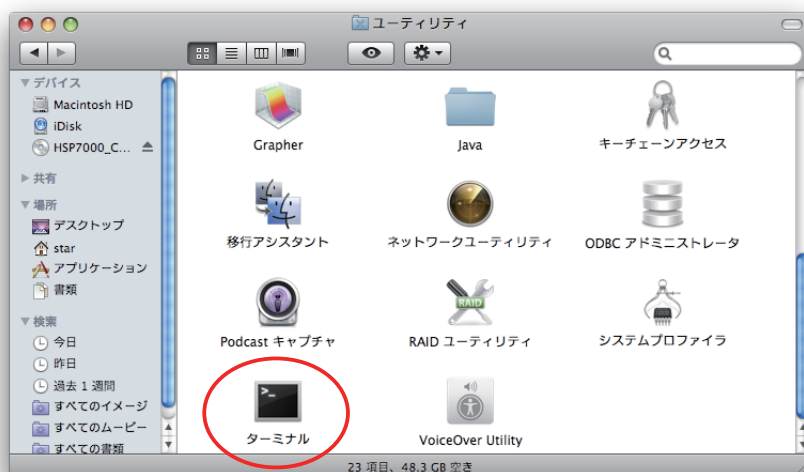 ユーティリティ
デバイス
Macintosh HD
iDisk
HSP7000_C...
共有
場所
デスクトップ
star
アプリケーション
書類
検索
今日
昨日
過去 1 週間
すべてのイメージ
すべてのムービー
すべての書類
Grapher
Java
キーチェーンアクセス
移行アシスタント
ネットワークユーティリティ
ODBC アドミニストレータ
Podcast キャプチャ
RAID
RAID ユーティリティ
システムプロファイラ
>_
ターミナル
VoiceOver Utility
23 項目、48.3 GB 空き